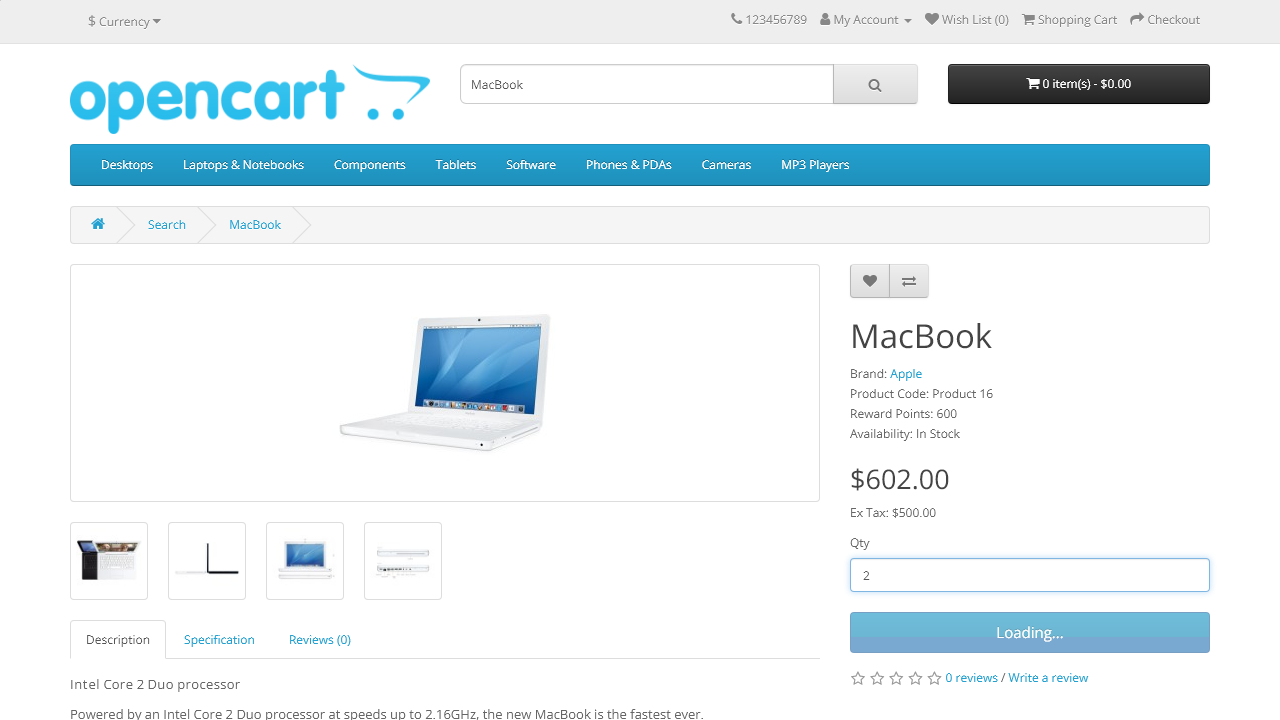 $ Currency
123456789 My Account Wish List (0) Shopping Cart Checkout
opencart
MacBook
0 item(s) - $0.00
Desktops Laptops & Notebooks Components Tablets Software Phones & PDAs Cameras MP3 Players
Search MacBook
MacBook
Brand: Apple
Product Code: Product 16
Reward Points: 600
Availability: In Stock
$602.00
Ex Tax: $500.00
Qty
2
Loading...
0 reviews / Write a review
Description Specification Reviews (0)
Intel Core 2 Duo processor
Powered by an Intel Core 2 Duo processor at speeds up to 2.16GHz, the new MacBook is the fastest ever.